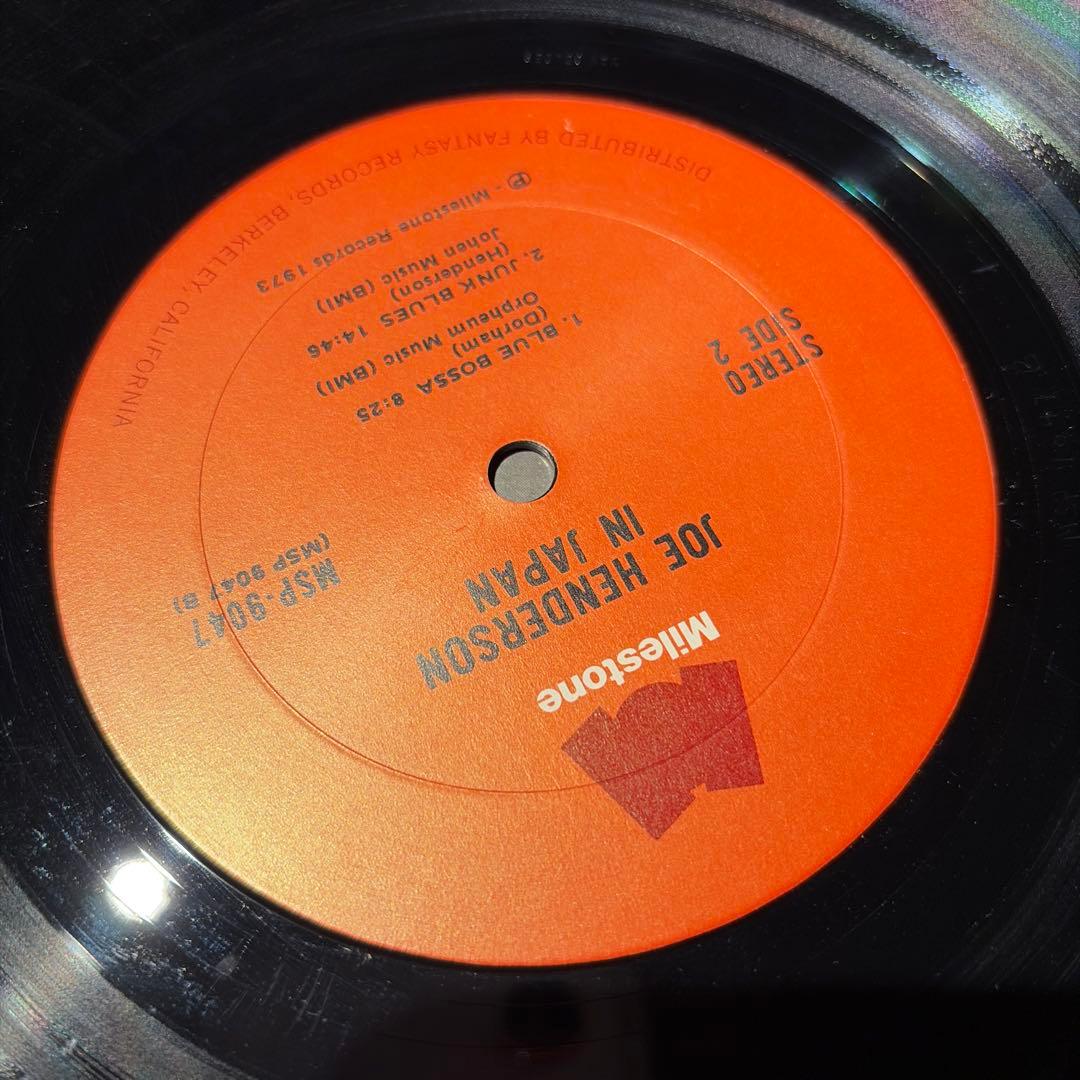 Milestone
JOE HENDERSON
IN JAPAN
MSP-9047
(MSP 9047 B)
STEREO
SIDE 2
1. BLUE BOSSA 8:25
(Dorham)
Orpheum Music (BMI)
2. JUNK BLUES 14:46
(Henderson)
Johen Music (BMI)
℗ - Milestone Records 1973
DISTRIBUTED BY FANTASY RECORDS, BERKELEY, CALIFORNIA